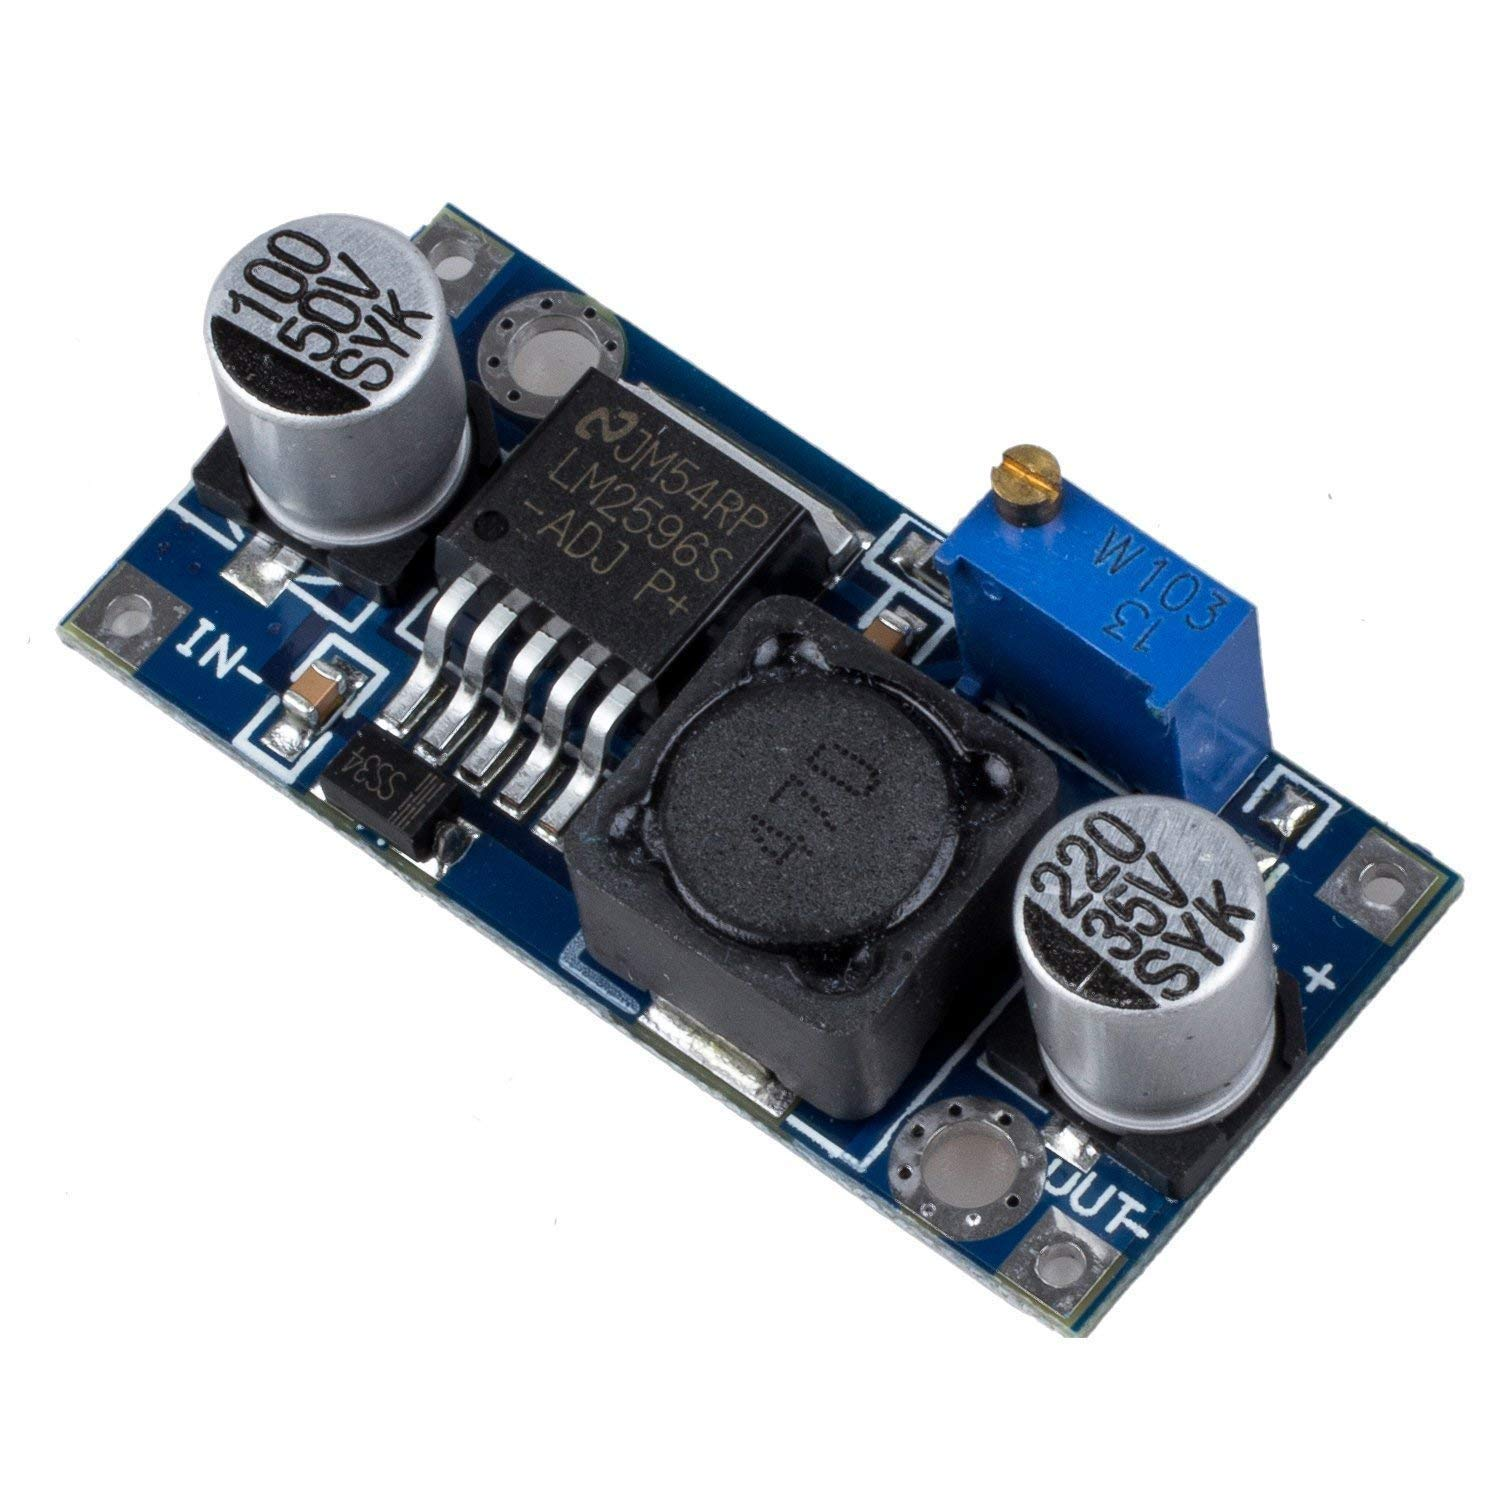 100
50V
SYK
JM54RP
LM2596S
-ADJ P+
W103
13
IN-
SS34
470
220
35V
SYK
+
OUT-